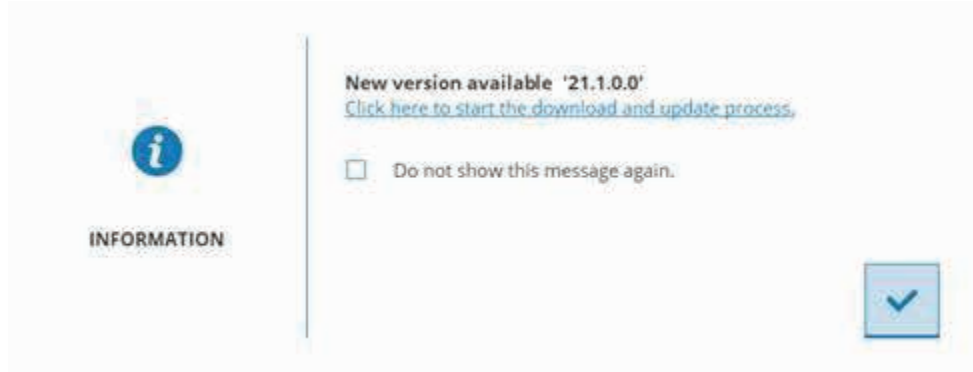 New version available '21.1.0.0'
Click here to start the download and update process.
Do not show this message again.
INFORMATION